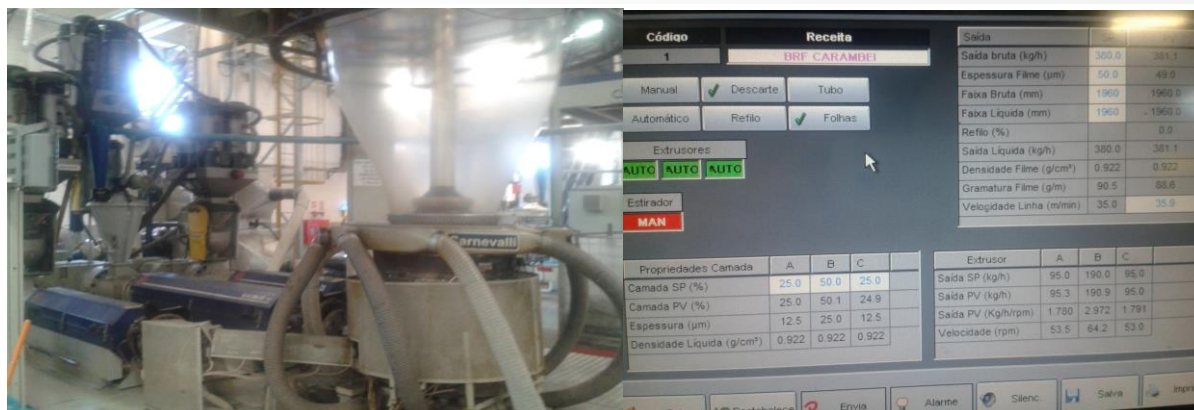 Carnevalli
Código
Receita
1
BRF CARAMBEI
Manual
Descarte
Tubo
Automático
Refilo
Folhas
Extrusores
AUTO AUTO AUTO
Estirador
MAN
Saída
Saída bruta (kg/h) 380.0 381.1
Espessura Filme (µm) 50.0 49.0
Faixa Bruta (mm) 1960 1960.0
Faixa Líquida (mm) 1960 1960.0
Refilo (%) 0.0
Saída Líquida (kg/h) 380.0 381.1
Densidade Filme (g/cm³) 0.922 0.922
Gramatura Filme (g/m) 90.5 88.6
Velocidade Linha (m/min) 35.0 35.9
Propriedades Camada A B C
Camada SP (%) 25.0 50.0 25.0
Camada PV (%) 25.0 50.1 24.9
Espessura (µm) 12.5 25.0 12.5
Densidade Líquida (g/cm³) 0.922 0.922 0.922
Extrusor A B C
Saída SP (kg/h) 95.0 190.0 95.0
Saída PV (kg/h) 95.3 190.9 95.0
Saída PV (Kg/h/rpm) 1.780 2.972 1.791
Velocidade (rpm) 53.5 64.2 53.0
Envia
Alarme
Silenc.
Salva